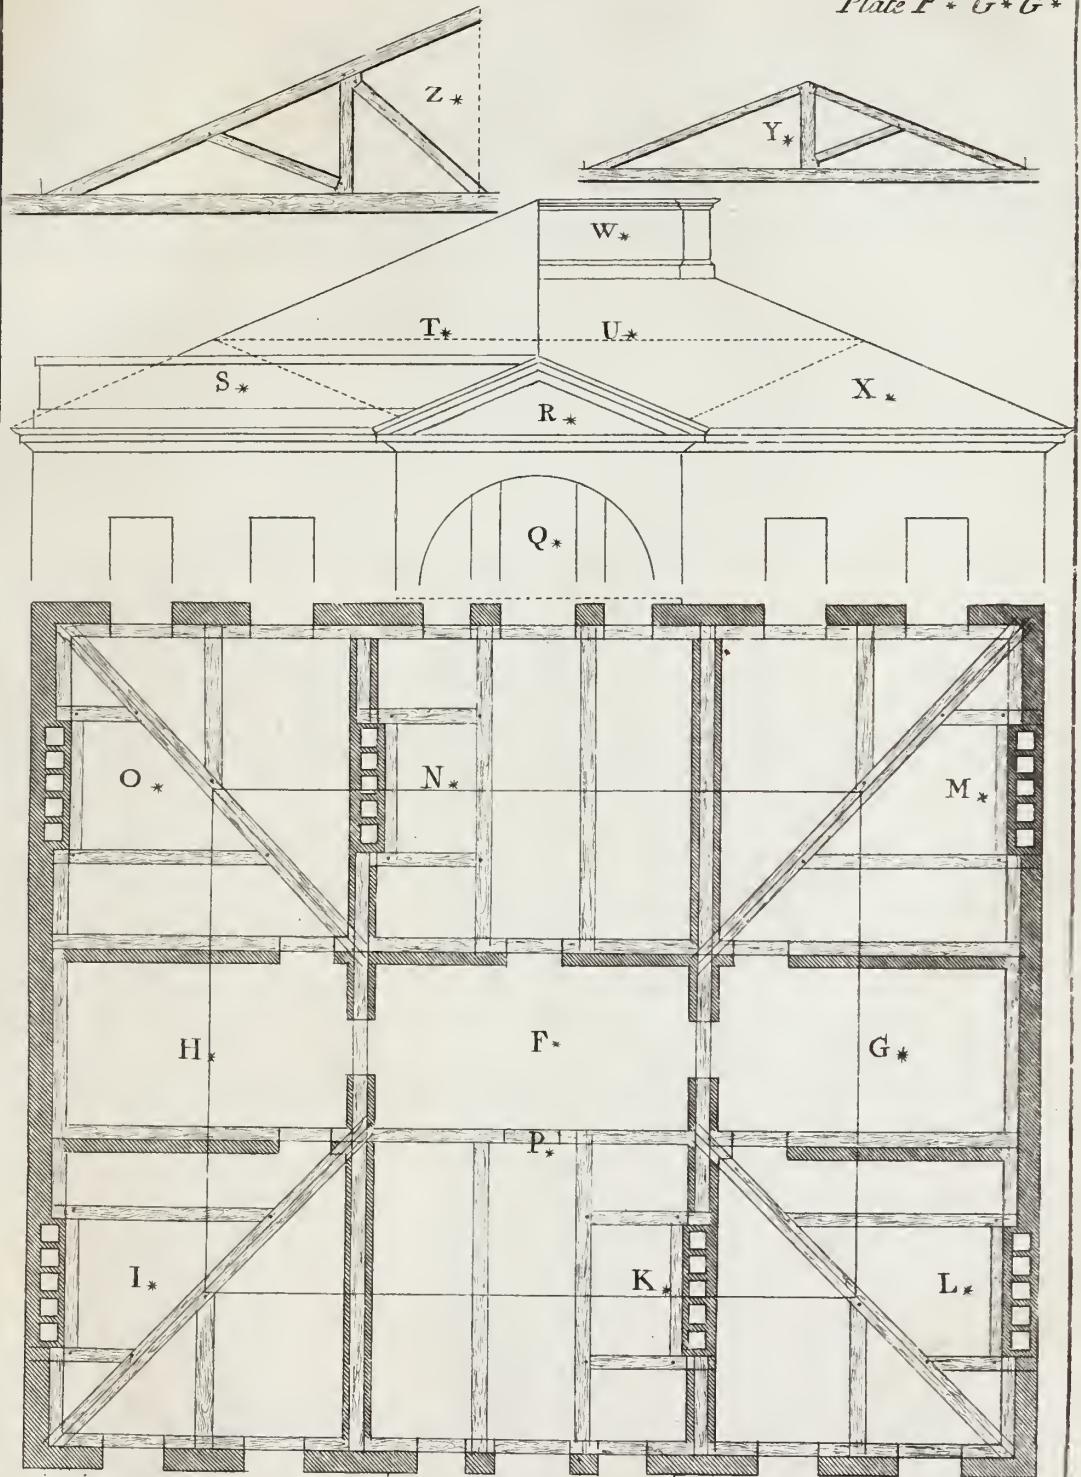 Plate F * G * G *
Z *
Y *
W *
T *
U *
S *
X *
R *
Q *
O *
N *
M *
H *
F *
G *
P *
I *
K *
L *